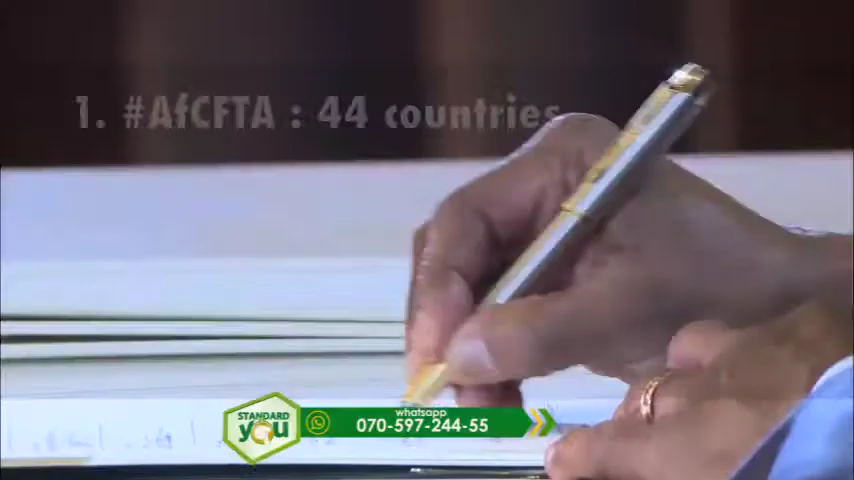 1. #AfCFTA : 44 countries
STANDARD
you
whatsapp
070-597-244-55